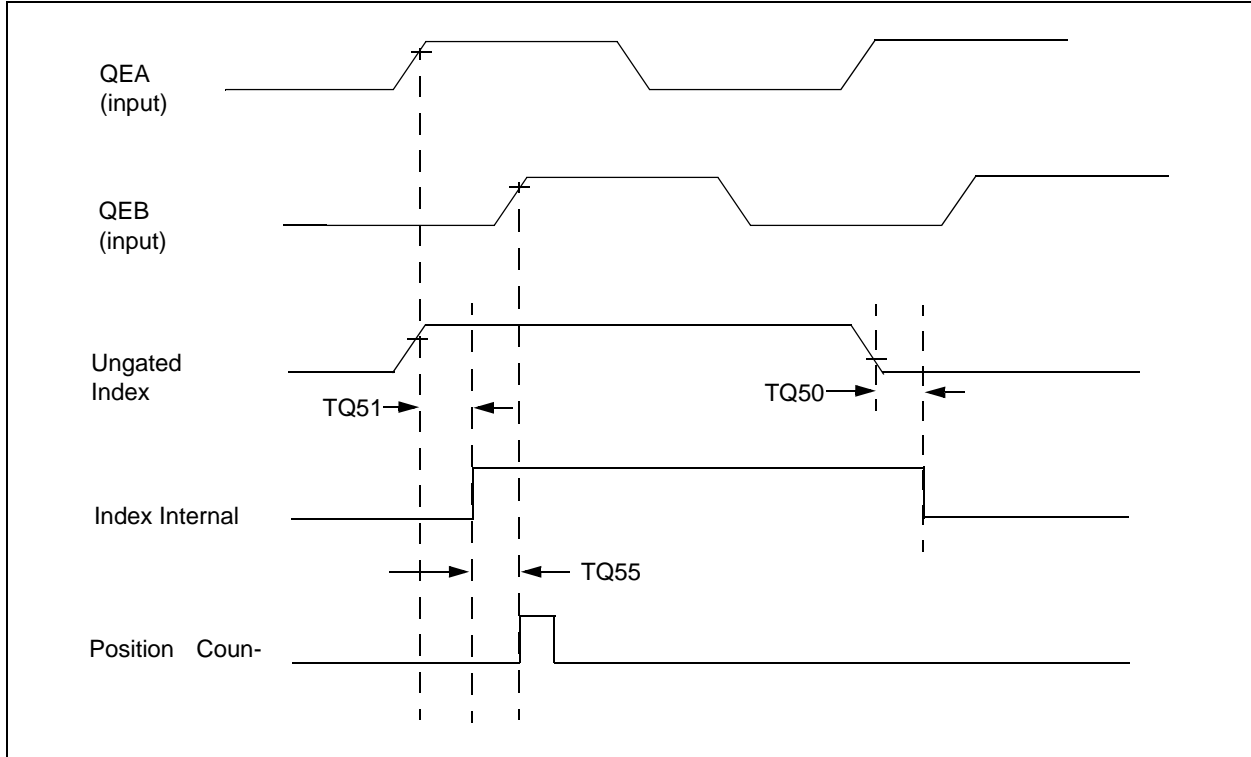 QEA
(input)
QEB
(input)
Ungated
Index
TQ51
TQ50
Index Internal
TQ55
Position Coun-